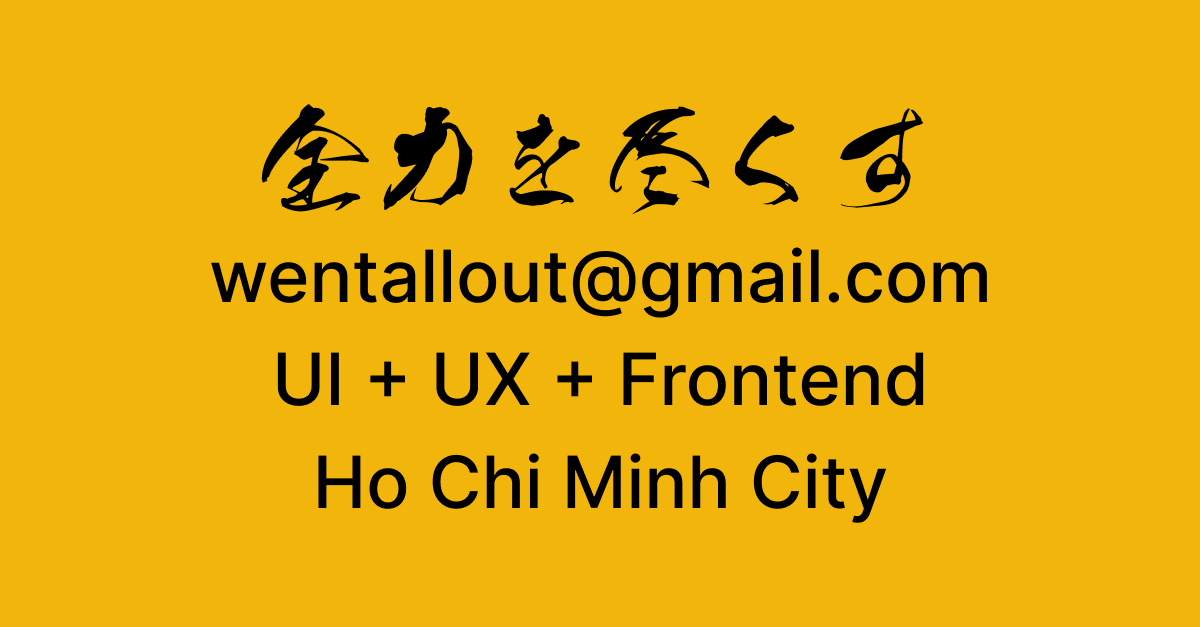 全力を尽くす
wentallout@gmail.com
UI + UX + Frontend
Ho Chi Minh City